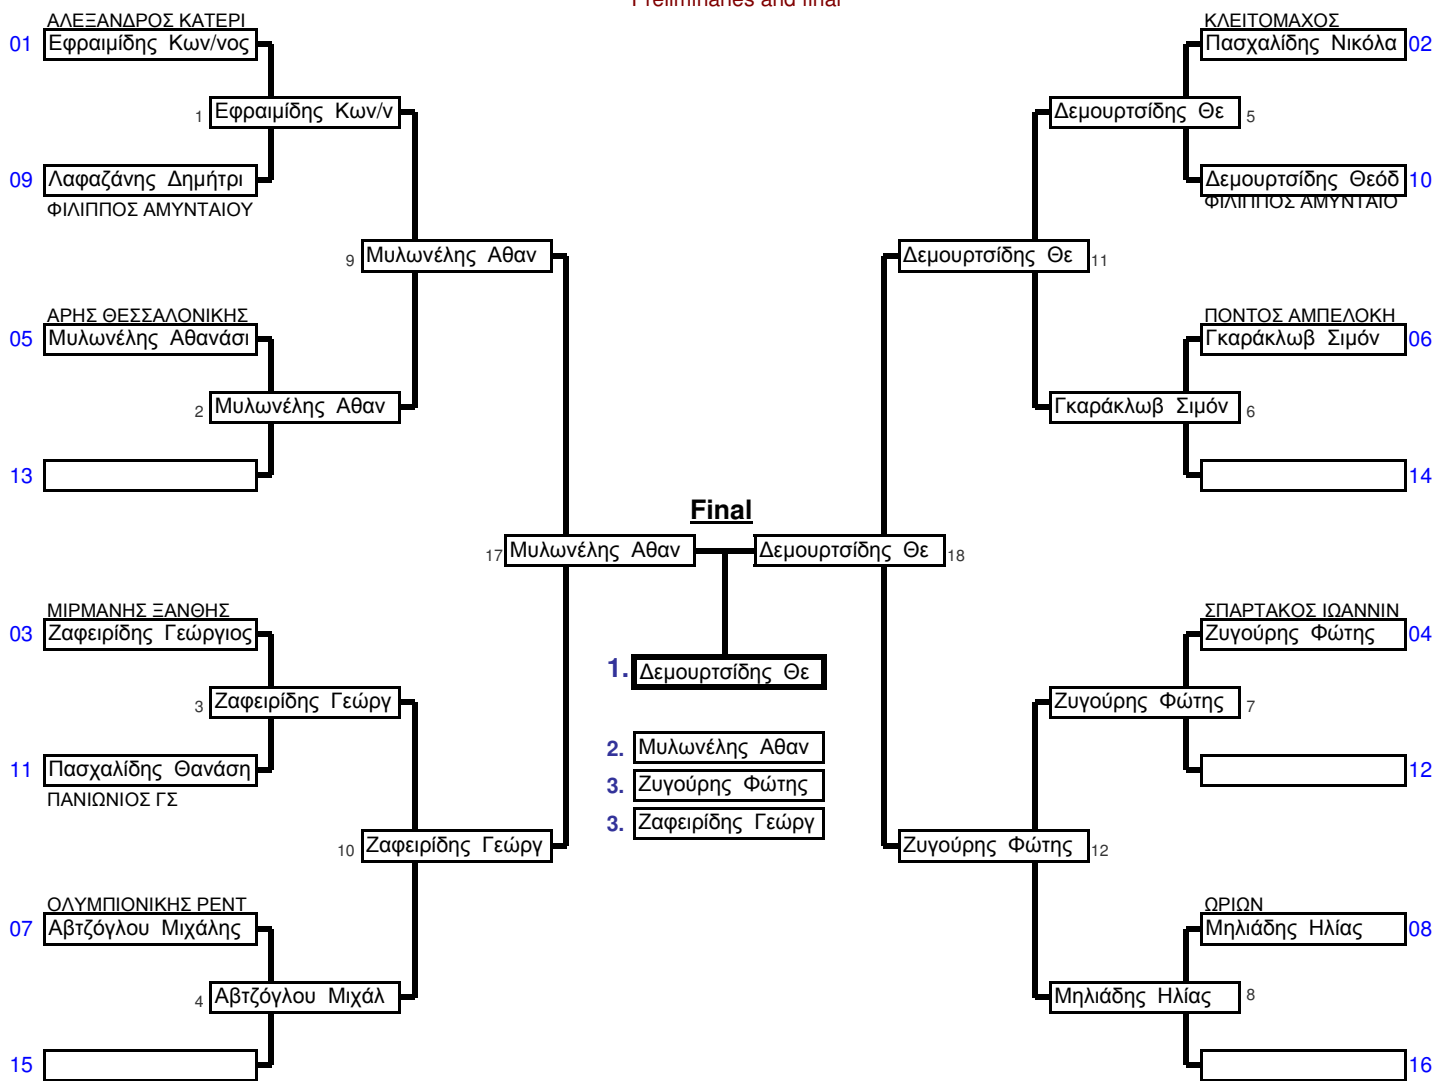 Preliminaries and final
ΑΛΕΞΑΝΔΡΟΣ ΚΑΤΕΡΙ
01 Εφραιμίδης Κων/νος
1 Εφραιμίδης Κων/ν
09 Λαφαζάνης Δημήτρι
ΦΙΛΙΠΠΟΣ ΑΜΥΝΤΑΙΟΥ
9 Μυλωνέλης Αθαν
ΑΡΗΣ ΘΕΣΣΑΛΟΝΙΚΗΣ
05 Μυλωνέλης Αθανάσι
2 Μυλωνέλης Αθαν
13
17 Μυλωνέλης Αθαν
ΜΙΡΜΑΝΗΣ ΞΑΝΘΗΣ
03 Ζαφειρίδης Γεώργιος
3 Ζαφειρίδης Γεώργ
11 Πασχαλίδης Θανάση
ΠΑΝΙΩΝΙΟΣ ΓΣ
10 Ζαφειρίδης Γεώργ
ΟΛΥΜΠΙΟΝΙΚΗΣ ΡΕΝΤ
07 Αβτζόγλου Μιχάλης
4 Αβτζόγλου Μιχάλ
15
Final
1. Δεμουρτσίδης Θε
2. Μυλωνέλης Αθαν
3. Ζυγούρης Φώτης
3. Ζαφειρίδης Γεώργ
ΚΛΕΙΤΟΜΑΧΟΣ
Πασχαλίδης Νικόλα 02
Δεμουρτσίδης Θε 5
Δεμουρτσίδης Θεόδ 10
ΦΙΛΙΠΠΟΣ ΑΜΥΝΤΑΙΟ
Δεμουρτσίδης Θε 11
ΠΟΝΤΟΣ ΑΜΠΕΛΟΚΗ
Γκαράκλωβ Σιμόν 06
Γκαράκλωβ Σιμόν 6
14
Δεμουρτσίδης Θε 18
ΣΠΑΡΤΑΚΟΣ ΙΩΑΝΝΙΝ
Ζυγούρης Φώτης 04
Ζυγούρης Φώτης 7
12
Ζυγούρης Φώτης 12
ΩΡΙΩΝ
Μηλιάδης Ηλίας 08
Μηλιάδης Ηλίας 8
16